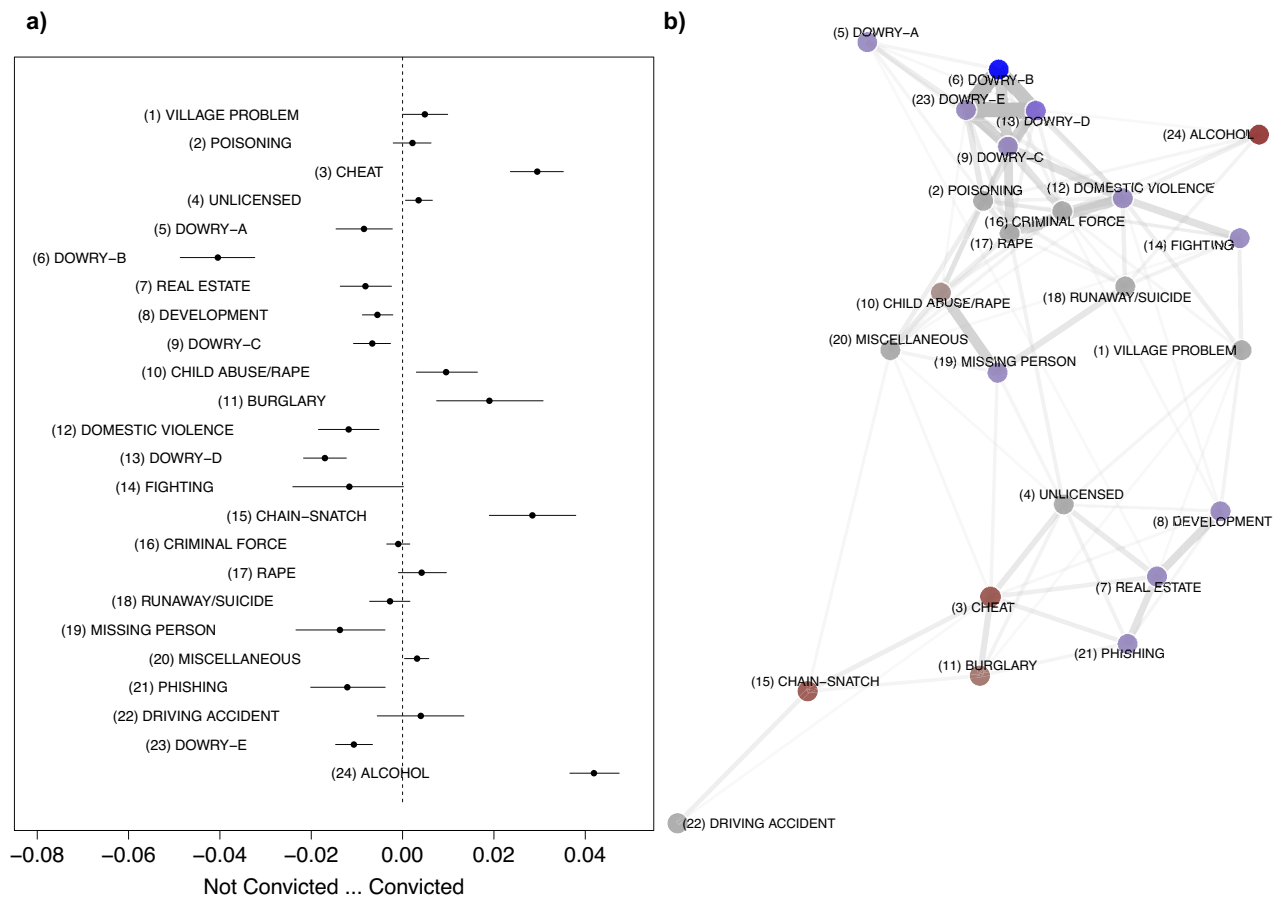 a)
(1) VILLAGE PROBLEM
(2) POISONING
(3) CHEAT
(4) UNLICENSED
(5) DOWRY−A
(6) DOWRY−B
(7) REAL ESTATE
(8) DEVELOPMENT
(9) DOWRY−C
(10) CHILD ABUSE/RAPE
(11) BURGLARY
(12) DOMESTIC VIOLENCE
(13) DOWRY−D
(14) FIGHTING
(15) CHAIN−SNATCH
(16) CRIMINAL FORCE
(17) RAPE
(18) RUNAWAY/SUICIDE
(19) MISSING PERSON
(20) MISCELLANEOUS
(21) PHISHING
(22) DRIVING ACCIDENT
(23) DOWRY−E
(24) ALCOHOL
−0.08 −0.06 −0.04 −0.02 0.00 0.02 0.04
Not Convicted ... Convicted
b)
(5) DOWRY−A
(6) DOWRY−B
(23) DOWRY−E
(13) DOWRY−D
(24) ALCOHOL
(9) DOWRY−C
(2) POISONING
(12) DOMESTIC VIOLENCE
(16) CRIMINAL FORCE
(17) RAPE
(14) FIGHTING
(10) CHILD ABUSE/RAPE
(18) RUNAWAY/SUICIDE
(20) MISCELLANEOUS
(1) VILLAGE PROBLEM
(19) MISSING PERSON
(4) UNLICENSED
(8) DEVELOPMENT
(7) REAL ESTATE
(3) CHEAT
(21) PHISHING
(11) BURGLARY
(15) CHAIN−SNATCH
(22) DRIVING ACCIDENT